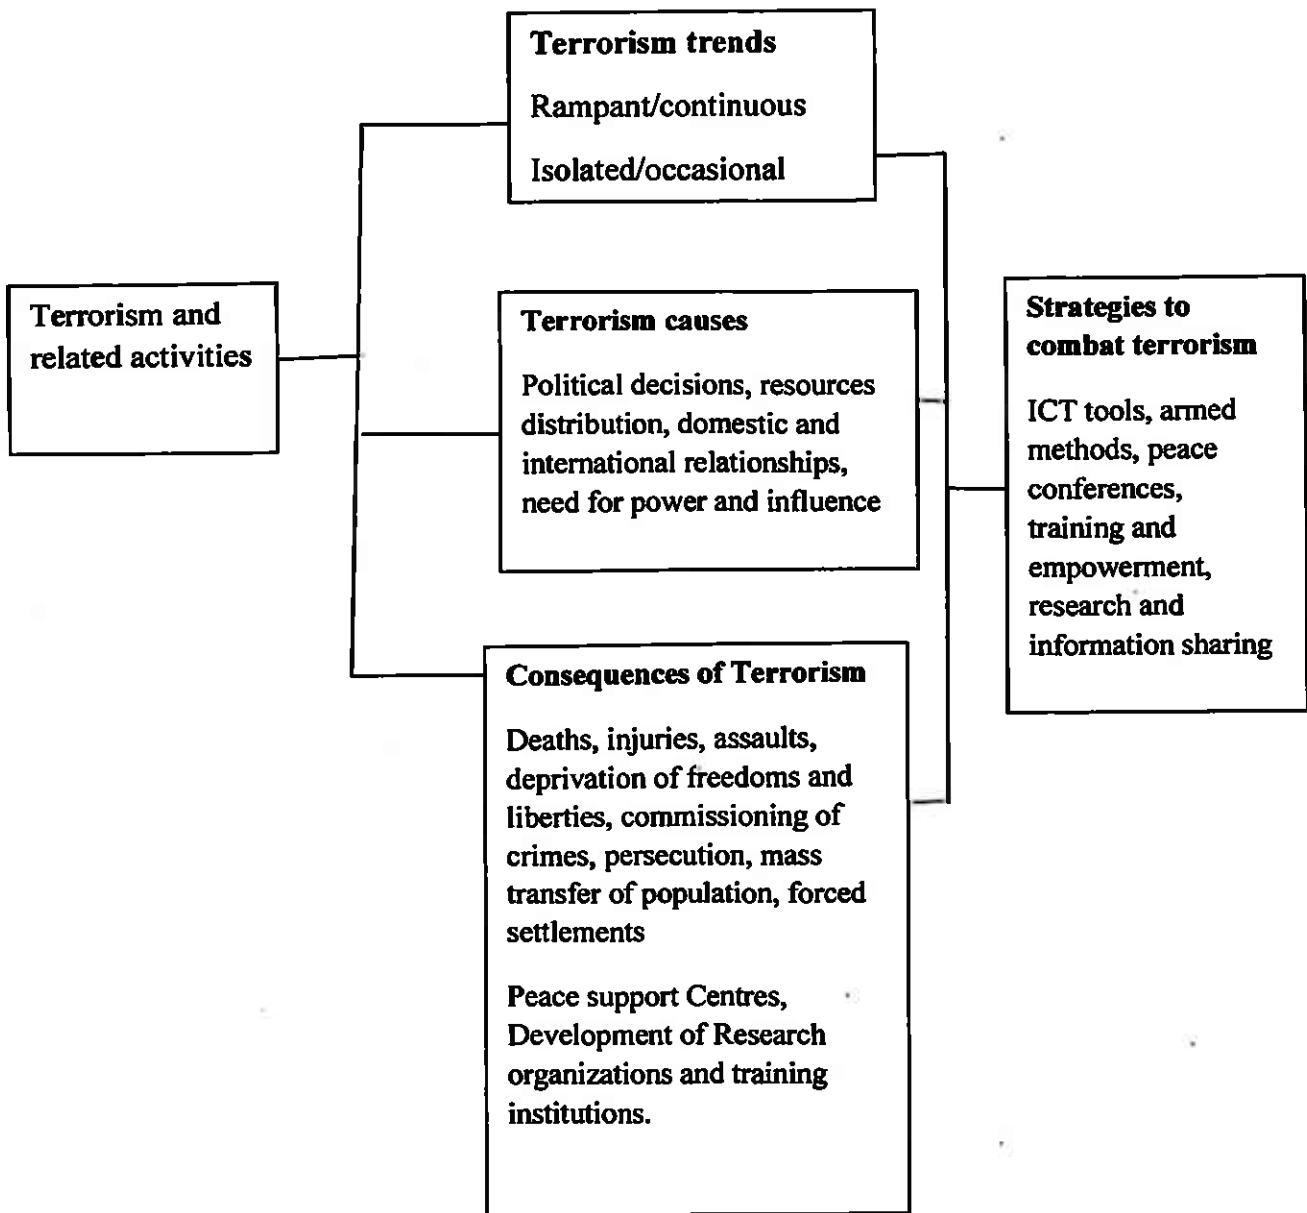 Terrorism trends
Rampant/continuous
Isolated/occasional
Terrorism and
related activities
Terrorism causes
Political decisions, resources
distribution, domestic and
international relationships,
need for power and influence
Strategies to
combat terrorism
ICT tools, armed
methods, peace
conferences,
training and
empowerment,
research and
information sharing
Consequences of Terrorism
Deaths, injuries, assaults,
deprivation of freedoms and
liberties, commissioning of
crimes, persecution, mass
transfer of population, forced
settlements
Peace support Centres,
Development of Research
organizations and training
institutions.